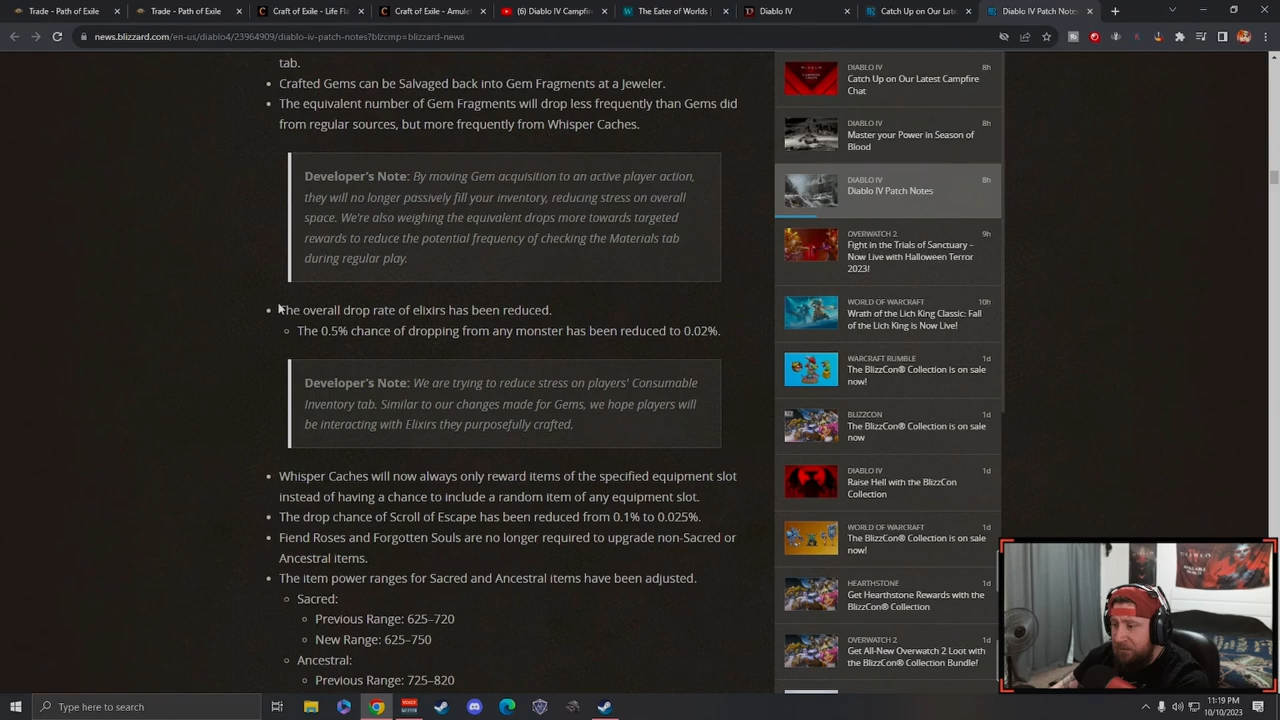 Trade - Path of Exile
Trade - Path of Exile
Craft of Exile - Life Fla
Craft of Exile - Amule
(6) Diablo IV Campfir
The Eater of Worlds
Diablo IV
Catch Up on Our Late
Diablo IV Patch Notes
news.blizzard.com/en-us/diablo4/23964909/diablo-iv-patch-notes?blzcmp=blizzard-news
tab.
Crafted Gems can be Salvaged back into Gem Fragments at a Jeweler.
The equivalent number of Gem Fragments will drop less frequently than Gems did
from regular sources, but more frequently from Whisper Caches.
Developer's Note: By moving Gem acquisition to an active player action,
they will no longer passively fill your inventory, reducing stress on overall
space. We're also weighing the equivalent drops more towards targeted
rewards to reduce the potential frequency of checking the Materials tab
during regular play.
The overall drop rate of elixirs has been reduced.
The 0.5% chance of dropping from any monster has been reduced to 0.02%.
Developer's Note: We are trying to reduce stress on players' Consumable
Inventory tab. Similar to our changes made for Gems, we hope players will
be interacting with Elixirs they purposefully crafted.
Whisper Caches will now always only reward items of the specified equipment slot
instead of having a chance to include a random item of any equipment slot.
The drop chance of Scroll of Escape has been reduced from 0.1% to 0.025%.
Fiend Roses and Forgotten Souls are no longer required to upgrade non-Sacred or
Ancestral items.
The item power ranges for Sacred and Ancestral items have been adjusted.
Sacred:
Previous Range: 625–720
New Range: 625–750
Ancestral:
Previous Range: 725–820
DIABLO IV 8h
Catch Up on Our Latest Campfire
Chat
DIABLO IV 8h
Master your Power in Season of
Blood
DIABLO IV 8h
Diablo IV Patch Notes
OVERWATCH 2 9h
Fight in the Trials of Sanctuary –
Now Live with Halloween Terror
2023!
WORLD OF WARCRAFT 10h
Wrath of the Lich King Classic: Fall
of the Lich King is Now Live!
WARCRAFT RUMBLE 1d
The BlizzCon® Collection is on sale
now!
BLIZZCON 1d
The BlizzCon® Collection is on sale
now
DIABLO IV 1d
Raise Hell with the BlizzCon
Collection
WORLD OF WARCRAFT 1d
The BlizzCon® Collection is on sale
now!
HEARTHSTONE 1d
Get Hearthstone Rewards with the
BlizzCon® Collection
OVERWATCH 2 1d
Get All-New Overwatch 2 Loot with
the BlizzCon® Collection Bundle!
Type here to search
11:19 PM
10/10/2023